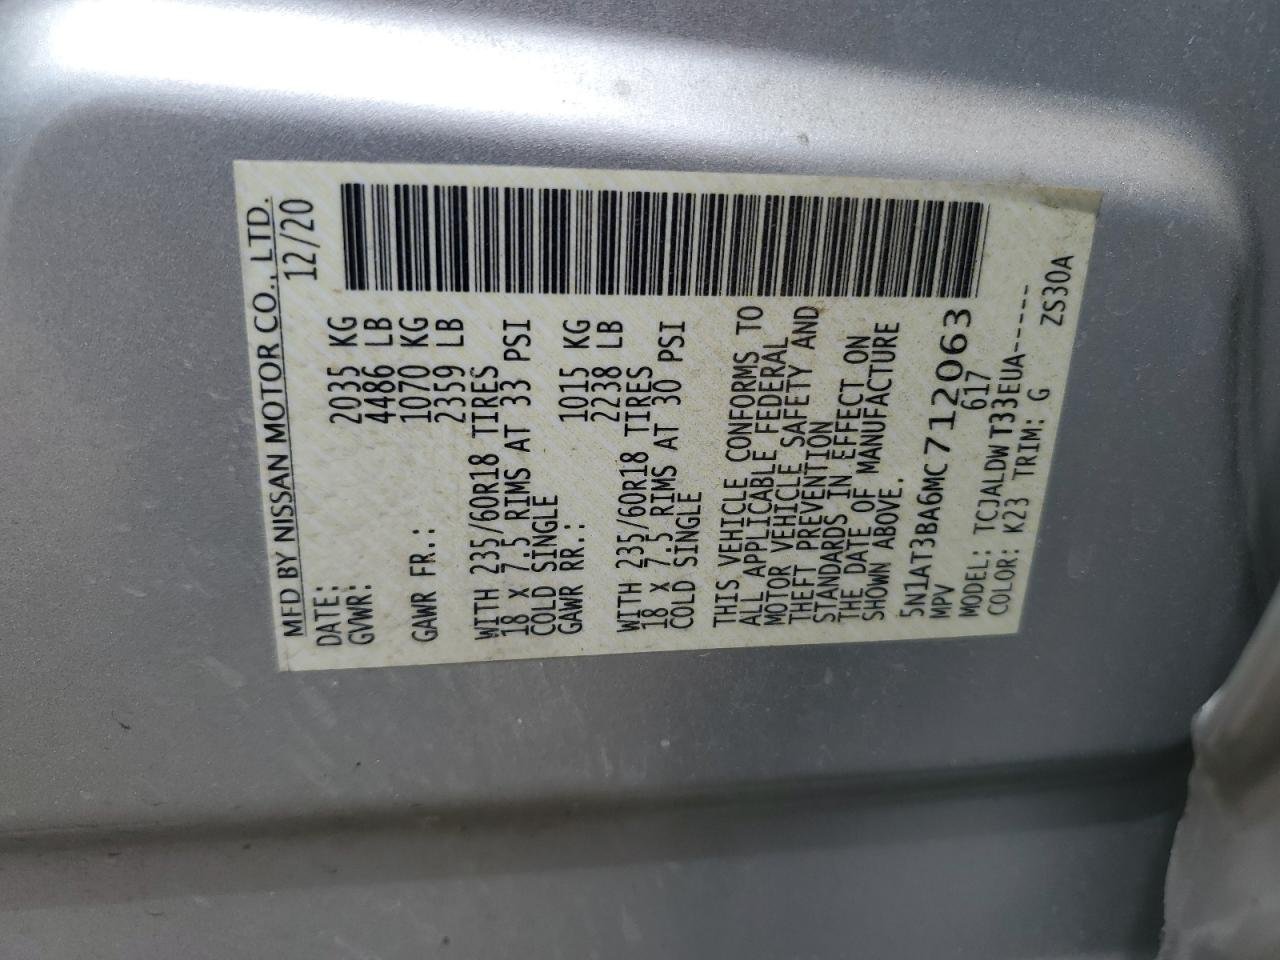 MFD BY NISSAN MOTOR CO., LTD.
DATE: 12/20
GVWR: 2035 KG
4486 LB
GAWR FR.: 1070 KG
2359 LB
WITH 235/60R18 TIRES
18 X 7.5 RIMS AT 33 PSI
COLD SINGLE
GAWR RR.: 1015 KG
2238 LB
WITH 235/60R18 TIRES
18 X 7.5 RIMS AT 30 PSI
COLD SINGLE
THIS VEHICLE CONFORMS TO
ALL APPLICABLE FEDERAL
MOTOR VEHICLE SAFETY AND
THEFT PREVENTION
STANDARDS IN EFFECT ON
THE DATE OF MANUFACTURE
SHOWN ABOVE.
5N1AT3BA6MC712063
MPV 617
MODEL: TCJALDWT33EUA-----
COLOR: K23 TRIM: G ZS30A